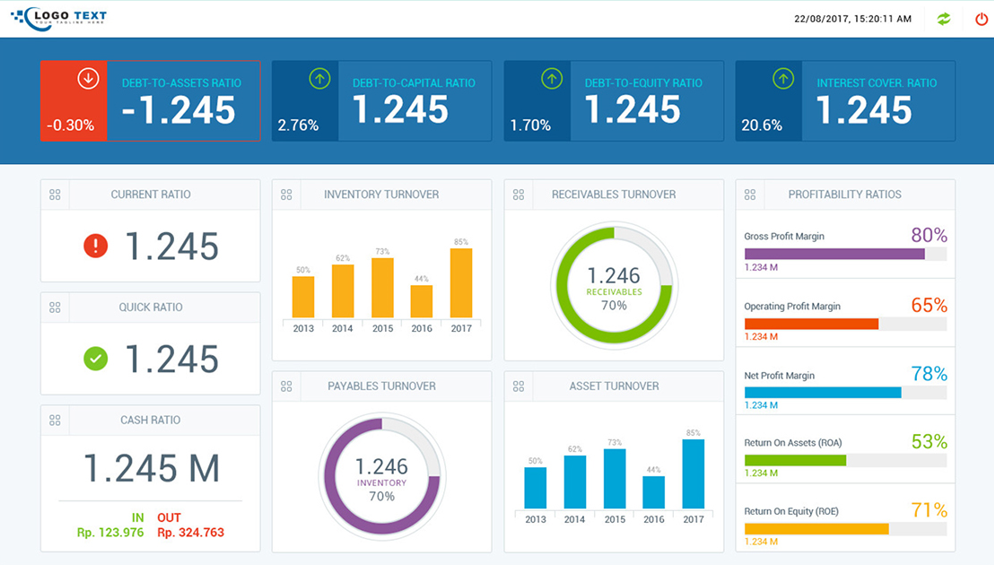 LOGO TEXT
YOUR TAGLINE HERE
22/08/2017, 15:20:11 AM
DEBT-TO-ASSETS RATIO
-1.245
-0.30%
DEBT-TO-CAPITAL RATIO
1.245
2.76%
DEBT-TO-EQUITY RATIO
1.245
1.70%
INTEREST COVER. RATIO
1.245
20.6%
CURRENT RATIO
1.245
QUICK RATIO
1.245
CASH RATIO
1.245 M
IN OUT
Rp. 123.976 Rp. 324.763
INVENTORY TURNOVER
50% 62% 73% 44% 85%
2013 2014 2015 2016 2017
PAYABLES TURNOVER
1.246
INVENTORY
70%
RECEIVABLES TURNOVER
1.246
RECEIVABLES
70%
ASSET TURNOVER
50% 62% 73% 44% 85%
2013 2014 2015 2016 2017
PROFITABILITY RATIOS
Gross Profit Margin 80%
1.234 M
Operating Profit Margin 65%
1.234 M
Net Profit Margin 78%
1.234 M
Return On Assets (ROA) 53%
1.234 M
Return On Equity (ROE) 71%
1.234 M